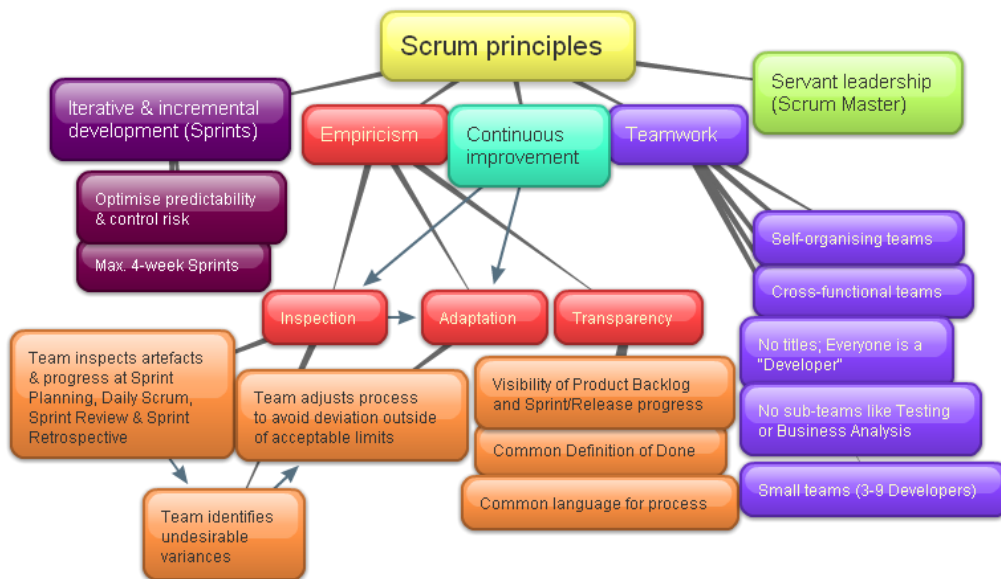 Scrum principles
Iterative & incremental
development (Sprints)
Empiricism
Continuous
improvement
Teamwork
Servant leadership
(Scrum Master)
Optimise predictability
& control risk
Max. 4-week Sprints
Self-organising teams
Cross-functional teams
No titles; Everyone is a
"Developer"
No sub-teams like Testing
or Business Analysis
Small teams (3-9 Developers)
Inspection
Adaptation
Transparency
Team inspects artefacts
& progress at Sprint
Planning, Daily Scrum,
Sprint Review & Sprint
Retrospective
Team adjusts process
to avoid deviation outside
of acceptable limits
Visibility of Product Backlog
and Sprint/Release progress
Common Definition of Done
Common language for process
Team identifies
undesirable
variances